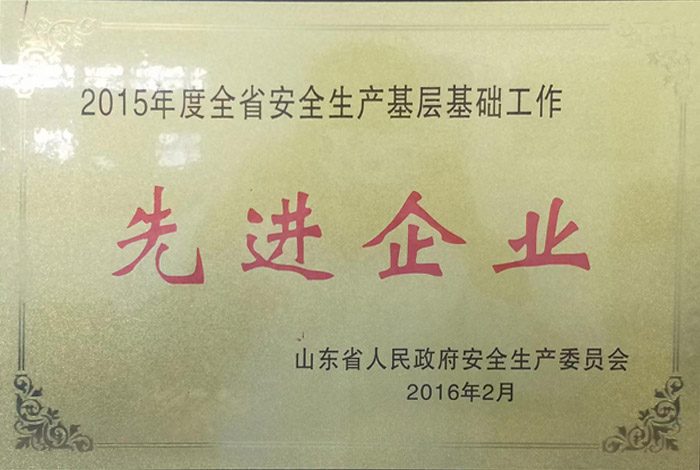 2015年度全省安全生产基层基础工作
先进企业
山东省人民政府安全生产委员会
2016年2月